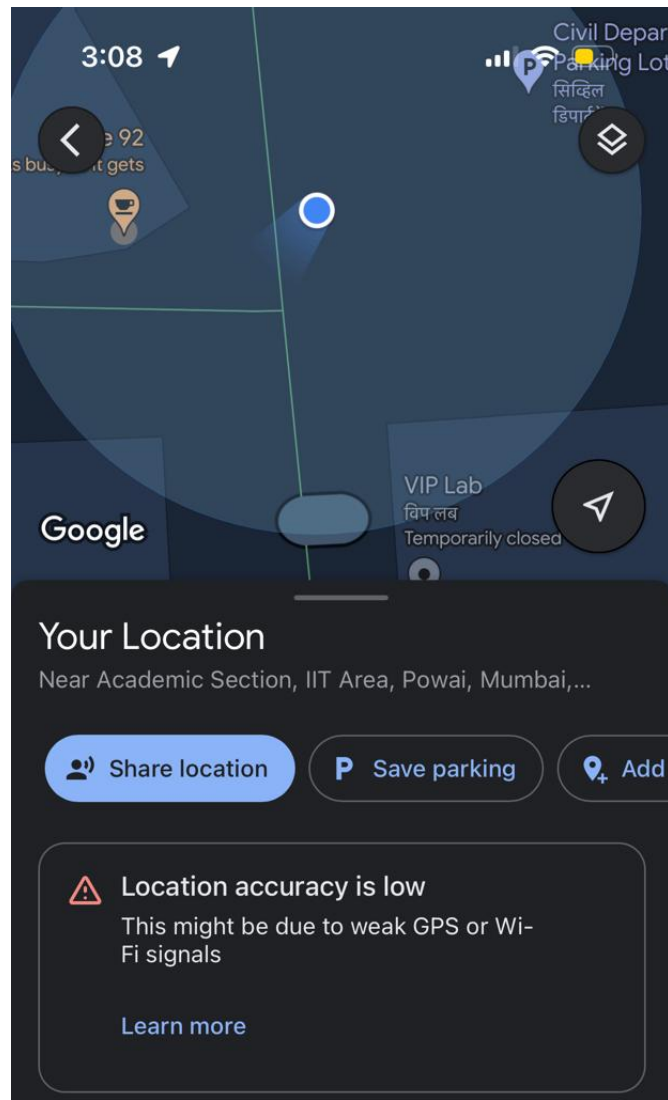 3:08
Civil Depar
Parking Lot
सिव्हिल
92
gets
VIP Lab
विप लॅब
Temporarily closed
Google
Your Location
Near Academic Section, IIT Area, Powai, Mumbai,...
Share location
P Save parking
Add
Location accuracy is low
This might be due to weak GPS or Wi-
Fi signals
Learn more